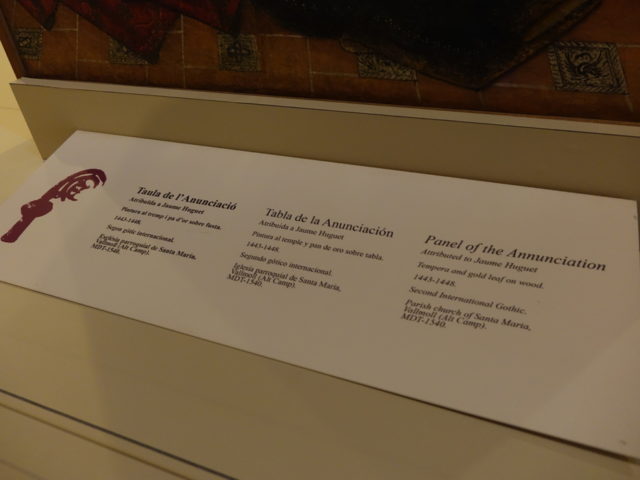 Taula de l'Anunciació
Atribuïda a Jaume Huguet
Pintura al tremp i pa d'or sobre fusta.
1443-1448.
Segon gòtic internacional.
Església parroquial de Santa Maria,
Vallmoll (Alt Camp).
MDT-1540.
Tabla de la Anunciación
Atribuida a Jaume Huguet
Pintura al temple y pan de oro sobre tabla.
1443-1448.
Segundo gótico internacional.
Iglesia parroquial de Santa Maria,
Vallmoll (Alt Camp).
MDT-1540.
Panel of the Annunciation
Attributed to Jaume Huguet
Tempera and gold leaf on wood.
1443-1448.
Second International Gothic.
Parish church of Santa Maria,
Vallmoll (Alt Camp).
MDT-1540.